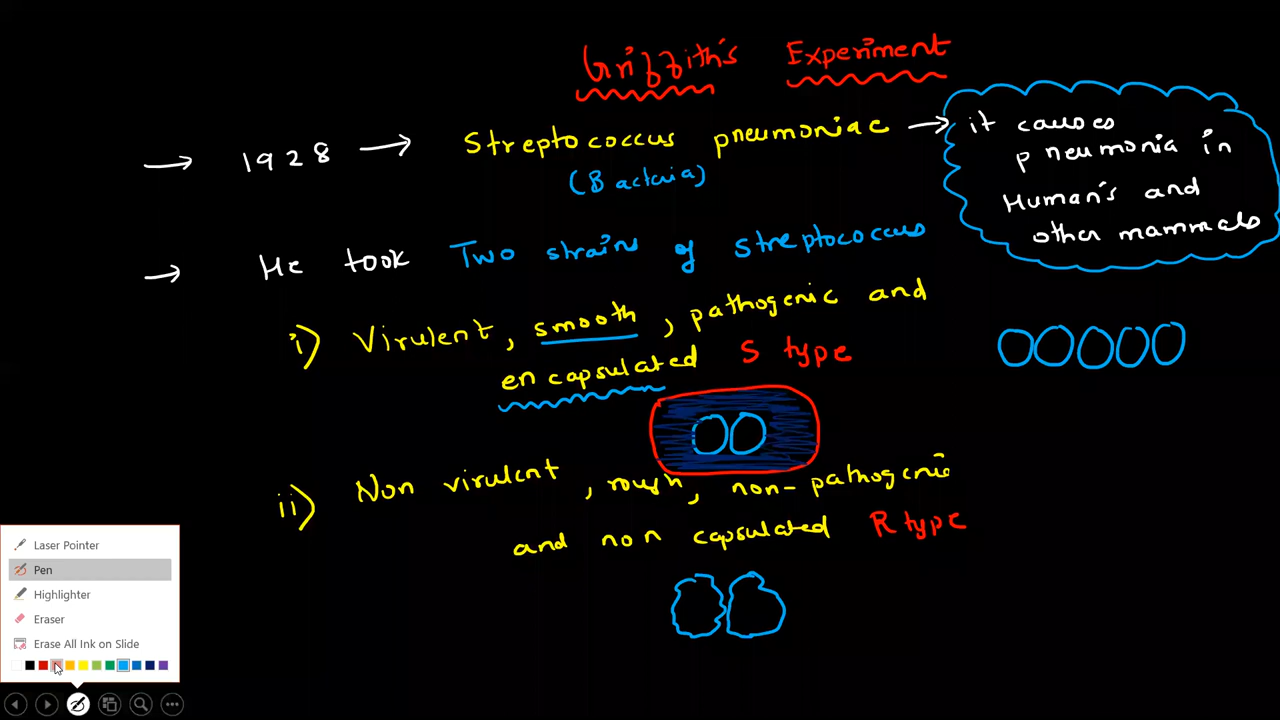 Griffith's Experiment
→ 1928 → Streptococcus pneumoniae →
(Bacteria)
it causes
pneumonia in
Human's and
other mammals
→ He took Two strains of Streptococcus
i) Virulent, smooth, pathogenic and
encapsulated S type
ii) Non virulent, rough, non-pathogenic
and non capsulated R type
Laser Pointer
Pen
Highlighter
Eraser
Erase All Ink on Slide